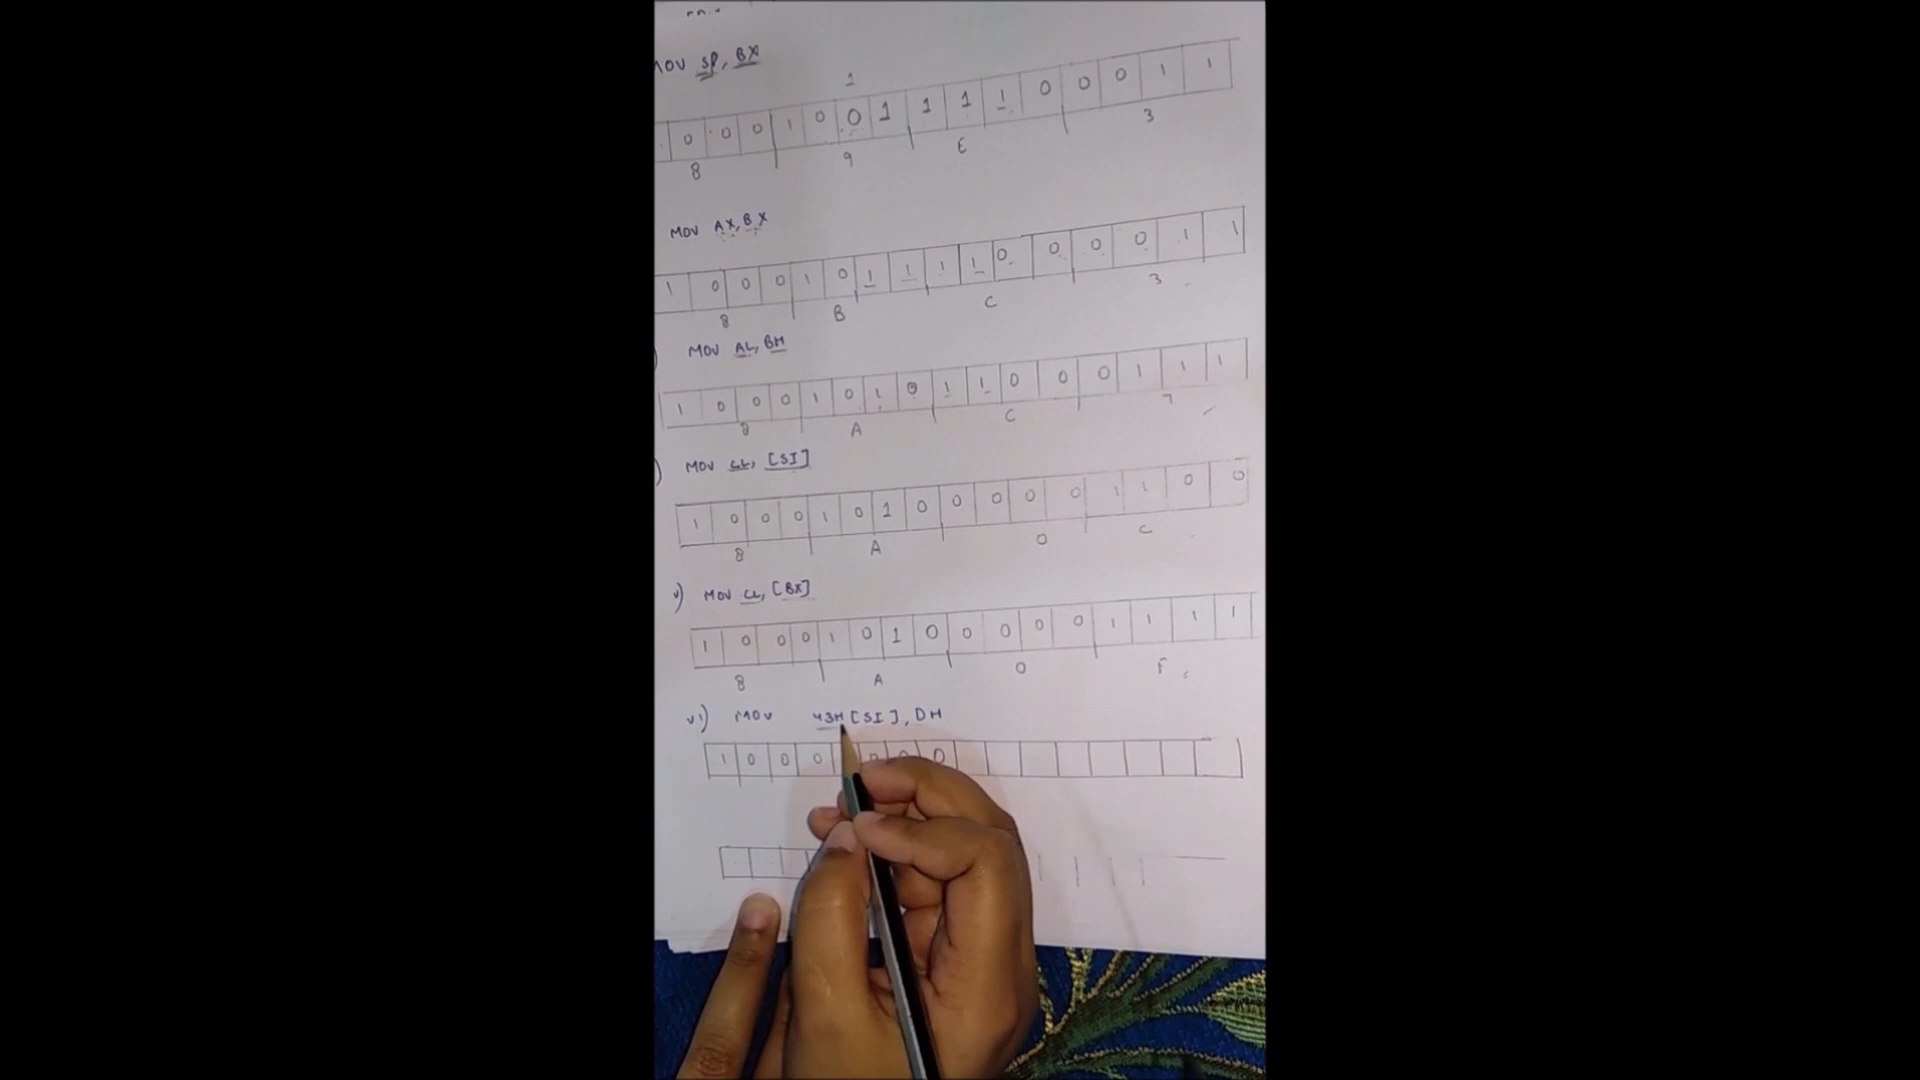 MOV SP, BX
1
0 0 0 1 0 0 1 1 1 1 0 0 0 1 1
8 9 E 3
MOV AX, BX
1 0 0 0 1 0 1 1 1 1 0 0 0 0 1 1
8 B C 3
) MOV AL, BH
1 0 0 0 1 0 1 0 1 1 0 0 0 1 1 1
8 A C 7
) MOV CL, [SI]
1 0 0 0 1 0 1 0 0 0 0 0 1 1 0 0
8 A 0 C
v) MOV CL, [BX]
1 0 0 0 1 0 1 0 0 0 0 0 1 1 1 1
8 A 0 F
vi) MOV 43H [SI], DH
1 0 0 0 0 0 0